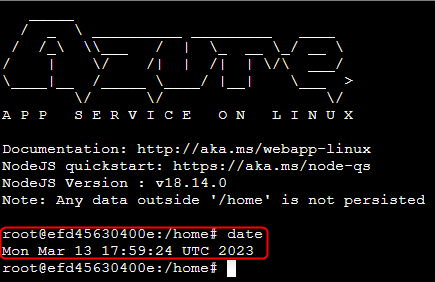 A P P   S E R V I C E   O N   L I N U X
Documentation: http://aka.ms/webapp-linux
NodeJS quickstart: https://aka.ms/node-qs
NodeJS Version : v18.14.0
Note: Any data outside '/home' is not persisted
root@efd45630400e:/home# date
Mon Mar 13 17:59:24 UTC 2023
root@efd45630400e:/home#